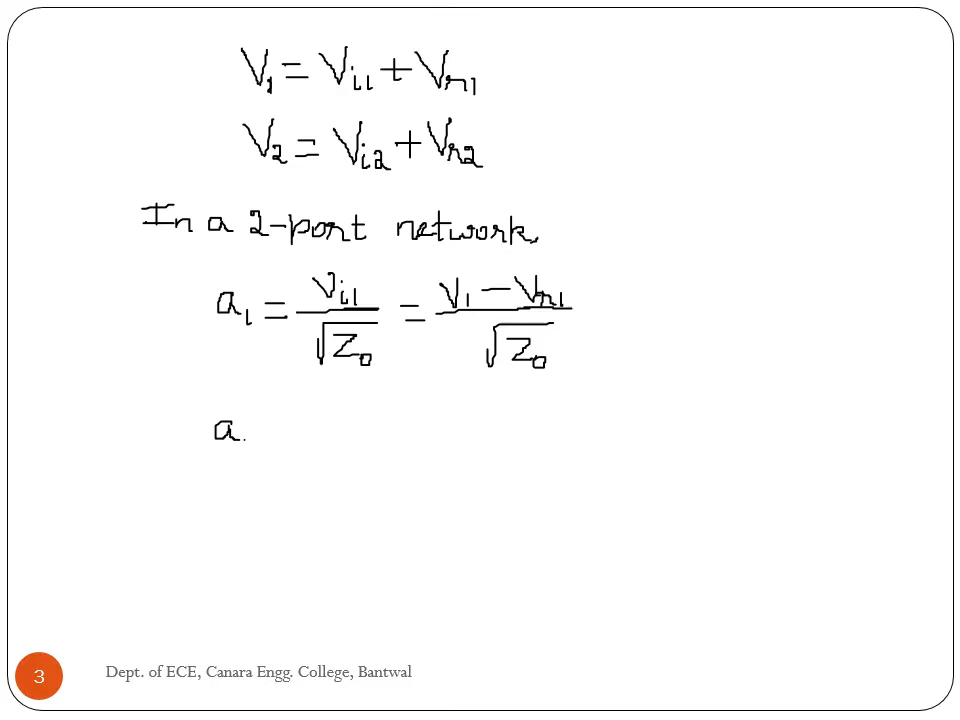 V₁ = Vᵢ₁ + Vᵣ₁
V₂ = Vᵢ₂ + Vᵣ₂
In a 2-port network,
a₁ = Vᵢ₁ / √Z₀ = (V₁ − Vᵣ₁) / √Z₀
a
3 Dept. of ECE, Canara Engg. College, Bantwal